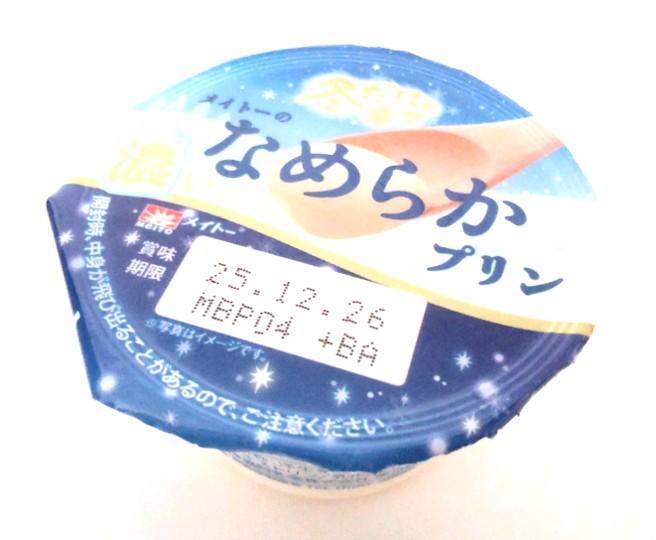 冬だけの
メイトーの
なめらか
プリン
濃い
MEITO
メイトー
賞味
期限
25.12.26
MBP04 +BA
※写真はイメージです。
開封時、中身が飛び出ることがあるので、ご注意ください。